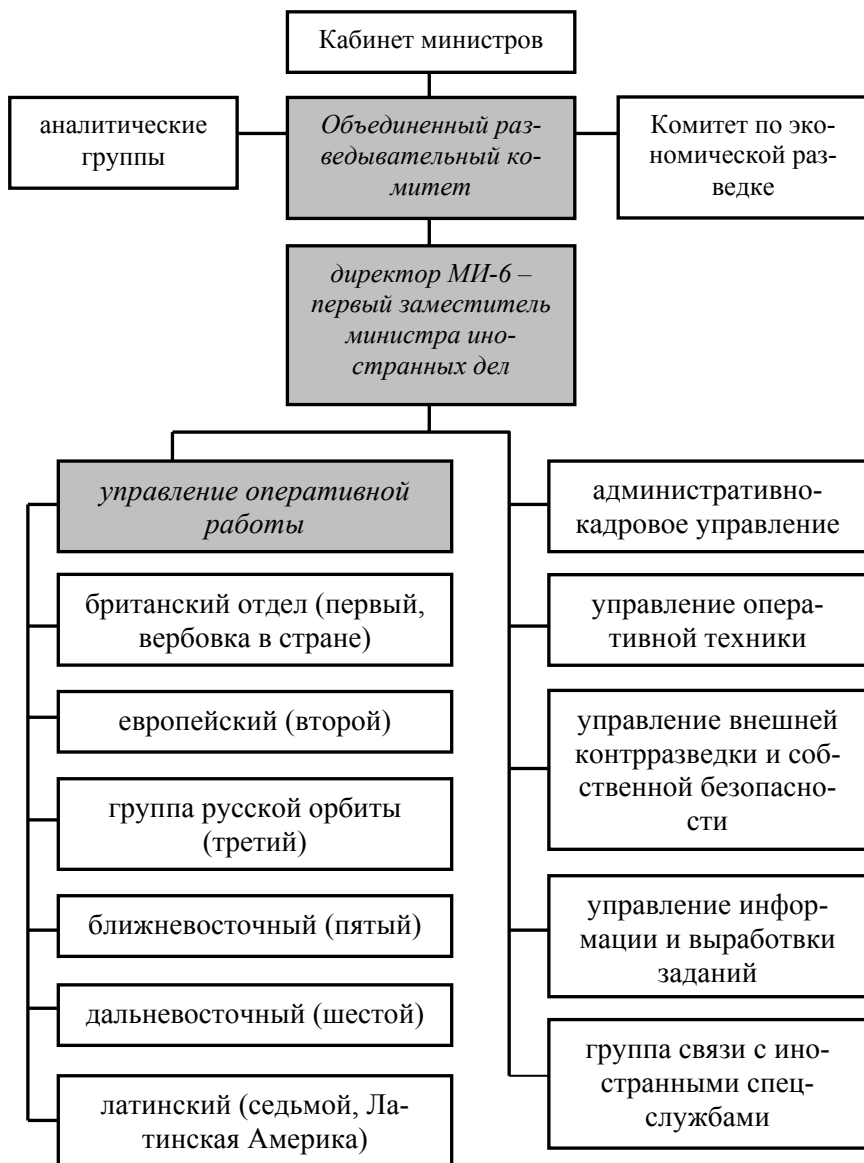 Кабинет министров
аналитические
группы
Объединенный раз-
ведывательный ко-
митет
Комитет по эко-
номической раз-
ведке
директор МИ-6 –
первый заместитель
министра ино-
странных дел
управление оперативной
работы
британский отдел (первый,
вербовка в стране)
европейский (второй)
группа русской орбиты
(третий)
ближневосточный (пятый)
дальневосточный (шестой)
латинский (седьмой, Ла-
тинская Америка)
административно-
кадровое управление
управление опера-
тивной техники
управление внешней
контрразведки и соб-
ственной безопасно-
сти
управление инфор-
мации и выработвки
заданий
группа связи с ино-
странными спец-
службами